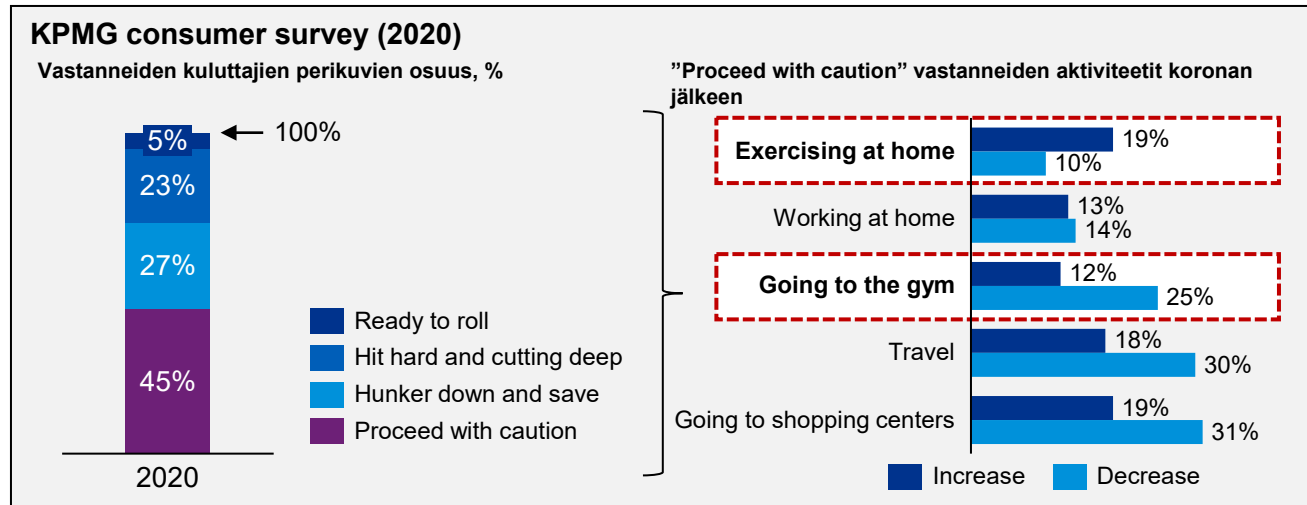 KPMG consumer survey (2020)
Vastanneiden kuluttajien perikuvien osuus, %
5%
100%
23%
27%
45%
2020
Ready to roll
Hit hard and cutting deep
Hunker down and save
Proceed with caution
”Proceed with caution” vastanneiden aktiviteetit koronan
jälkeen
Exercising at home
19%
10%
Working at home
13%
14%
Going to the gym
12%
25%
Travel
18%
30%
Going to shopping centers
19%
31%
Increase
Decrease